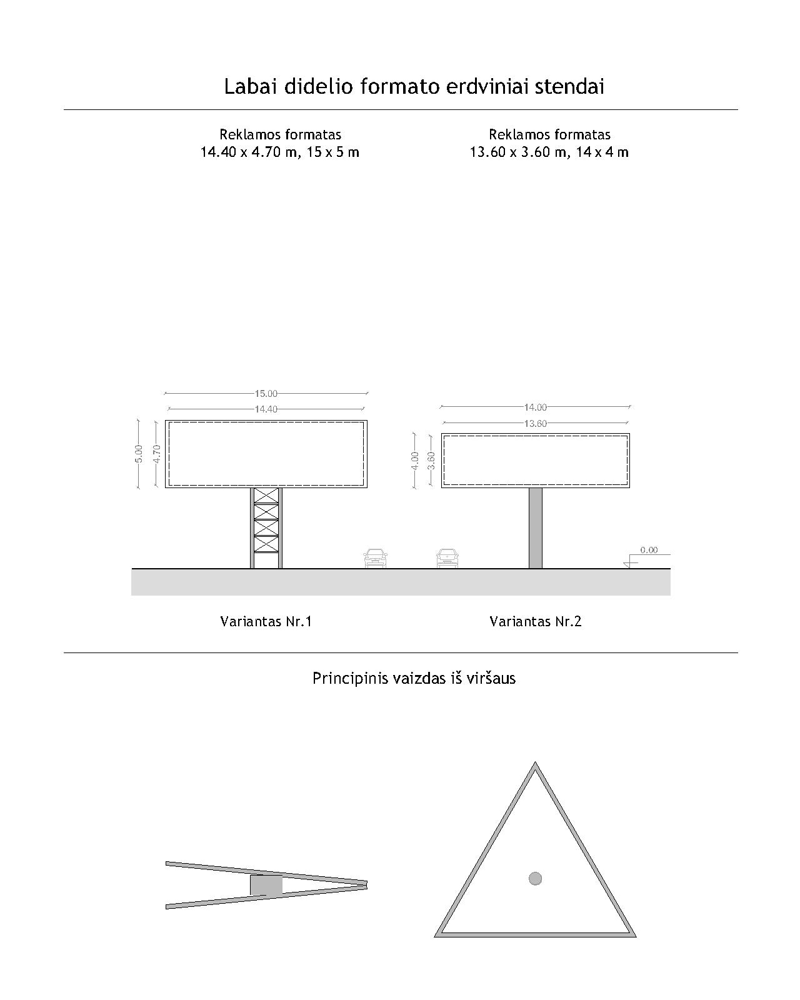 Labai didelio formato erdviniai stendai
Reklamos formatas
14.40 x 4.70 m, 15 x 5 m
Reklamos formatas
13.60 x 3.60 m, 14 x 4 m
15.00
14.40
5.00
4.70
14.00
13.60
4.00
3.60
0.00
Variantas Nr.1
Variantas Nr.2
Principinis vaizdas iš viršaus